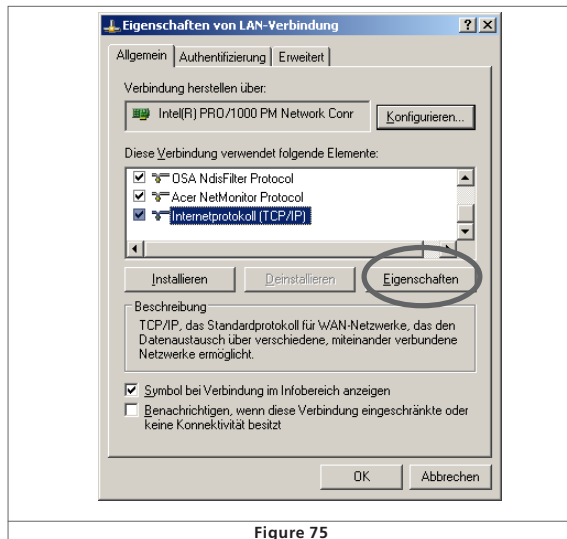 Eigenschaften von LAN-Verbindung
Allgemein
Authentifizierung
Erweitert
Verbindung herstellen über:
Intel(R) PRO/1000 PM Network Conr
Konfigurieren...
Diese Verbindung verwendet folgende Elemente:
OSA NdisFilter Protocol
Acer NetMonitor Protocol
Internetprotokoll (TCP/IP)
Installieren
Deinstallieren
Eigenschaften
Beschreibung
TCP/IP, das Standardprotokoll für WAN-Netzwerke, das den
Datenaustausch über verschiedene, miteinander verbundene
Netzwerke ermöglicht.
Symbol bei Verbindung im Infobereich anzeigen
Benachrichtigen, wenn diese Verbindung eingeschränkte oder
keine Konnektivität besitzt
OK
Abbrechen
Figure 75